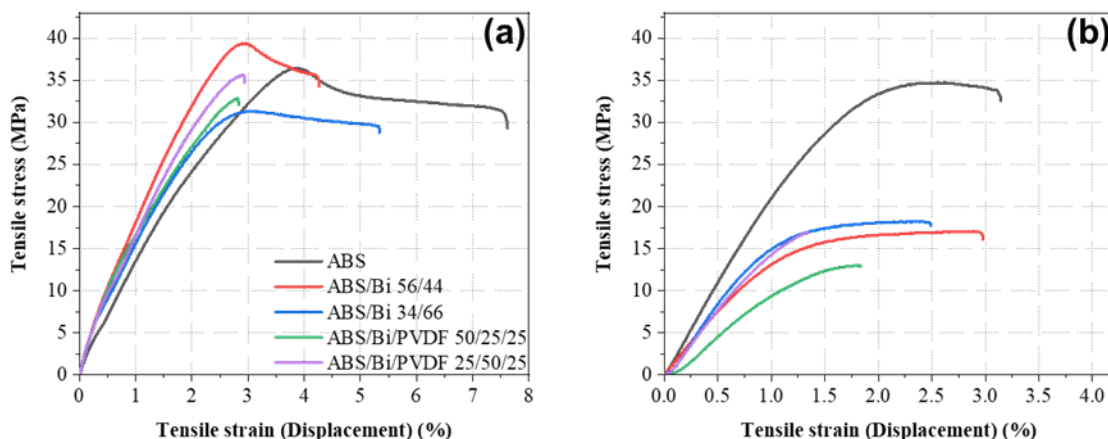 (a)
Tensile stress (MPa)
40
35
30
25
20
15
10
5
0
ABS
ABS/Bi 56/44
ABS/Bi 34/66
ABS/Bi/PVDF 50/25/25
ABS/Bi/PVDF 25/50/25
0 1 2 3 4 5 6 7 8
Tensile strain (Displacement) (%)
(b)
Tensile stress (MPa)
40
35
30
25
20
15
10
5
0
0.0 0.5 1.0 1.5 2.0 2.5 3.0 3.5 4.0
Tensile strain (Displacement) (%)